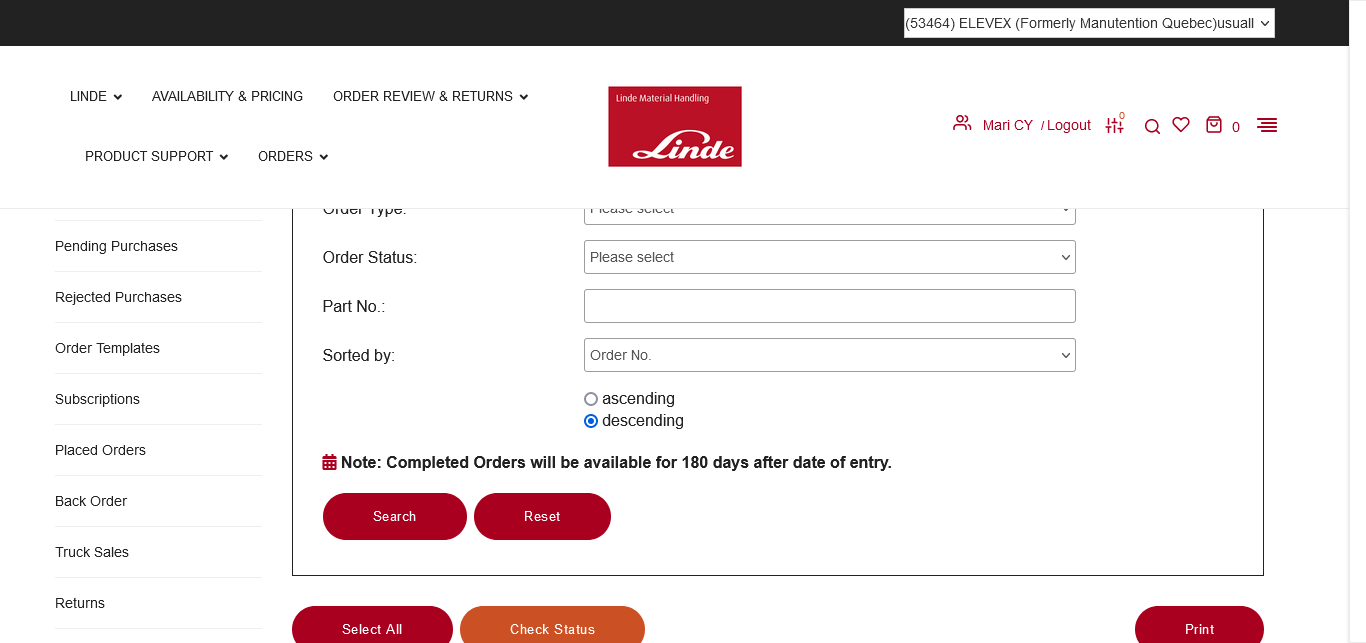 (53464) ELEVEX (Formerly Manutention Quebec)usuall
LINDE
AVAILABILITY & PRICING
ORDER REVIEW & RETURNS
PRODUCT SUPPORT
ORDERS
Linde Material Handling
Linde
Mari CY / Logout
0
0
Order Type:
Please select
Pending Purchases
Rejected Purchases
Order Templates
Subscriptions
Placed Orders
Back Order
Truck Sales
Returns
Order Status:
Please select
Part No.:
Sorted by:
Order No.
ascending
descending
Note: Completed Orders will be available for 180 days after date of entry.
Search
Reset
Select All
Check Status
Print